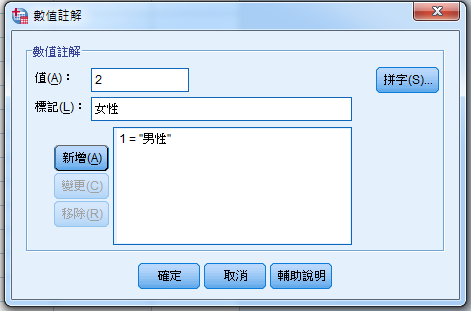 數值註解
數值註解
值(A)： 2 拼字(S)...
標記(L)： 女性
1 = "男性"
新增(A)
變更(C)
移除(R)
確定 取消 輔助說明